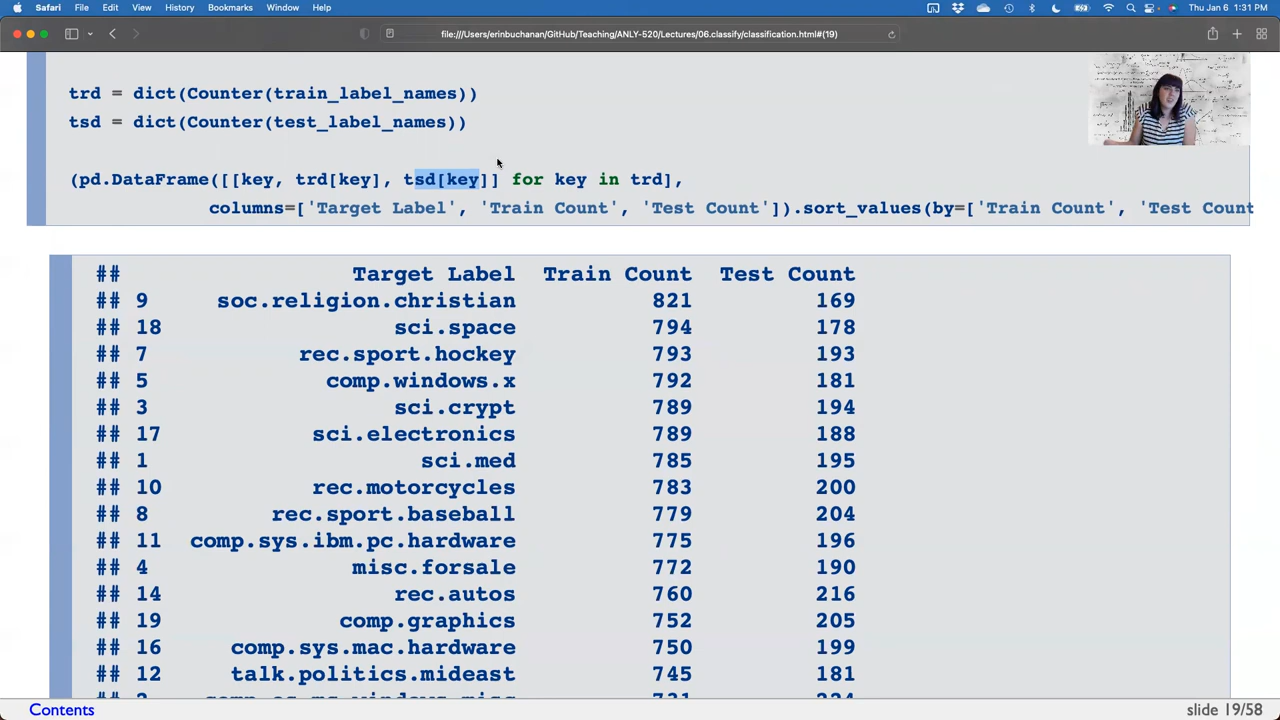 Safari File Edit View History Bookmarks Window Help Thu Jan 6 1:31 PM
file:///Users/erinbuchanan/GitHub/Teaching/ANLY-520/Lectures/06.classify/classification.html#(19)
trd = dict(Counter(train_label_names))
tsd = dict(Counter(test_label_names))
(pd.DataFrame([[key, trd[key], tsd[key]] for key in trd],
columns=['Target Label', 'Train Count', 'Test Count']).sort_values(by=['Train Count', 'Test Count
## Target Label Train Count Test Count
## 9 soc.religion.christian 821 169
## 18 sci.space 794 178
## 7 rec.sport.hockey 793 193
## 5 comp.windows.x 792 181
## 3 sci.crypt 789 194
## 17 sci.electronics 789 188
## 1 sci.med 785 195
## 10 rec.motorcycles 783 200
## 8 rec.sport.baseball 779 204
## 11 comp.sys.ibm.pc.hardware 775 196
## 4 misc.forsale 772 190
## 14 rec.autos 760 216
## 19 comp.graphics 752 205
## 16 comp.sys.mac.hardware 750 199
## 12 talk.politics.mideast 745 181
Contents slide 19/58